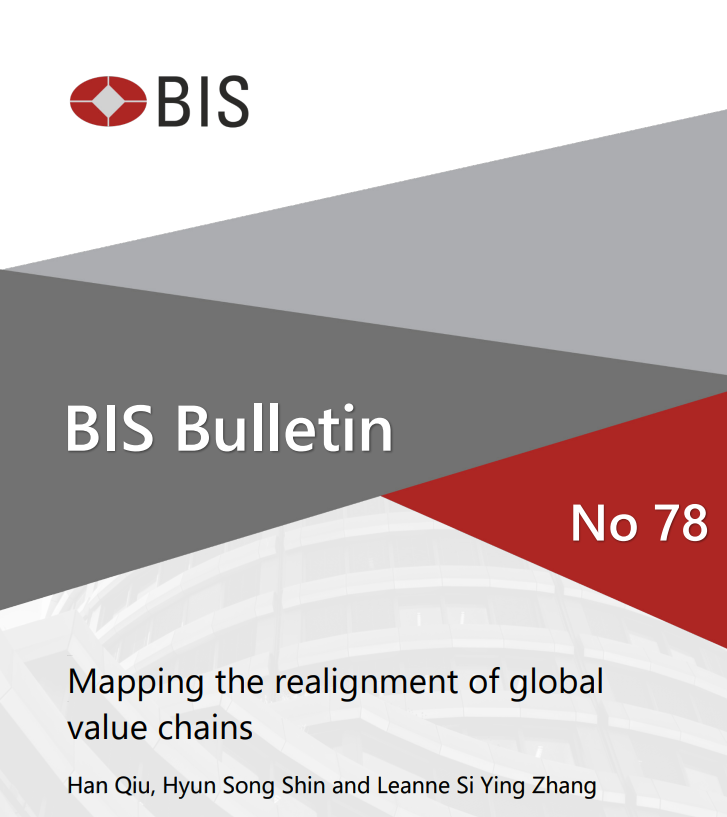 BIS
BIS Bulletin
No 78
Mapping the realignment of global
value chains
Han Qiu, Hyun Song Shin and Leanne Si Ying Zhang